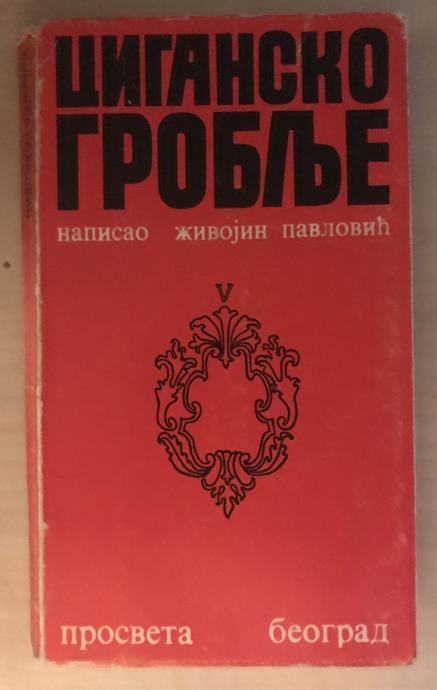 ЦИГАНСКО
ГРОБЉЕ
написао живојин павловић
V
просвета београд